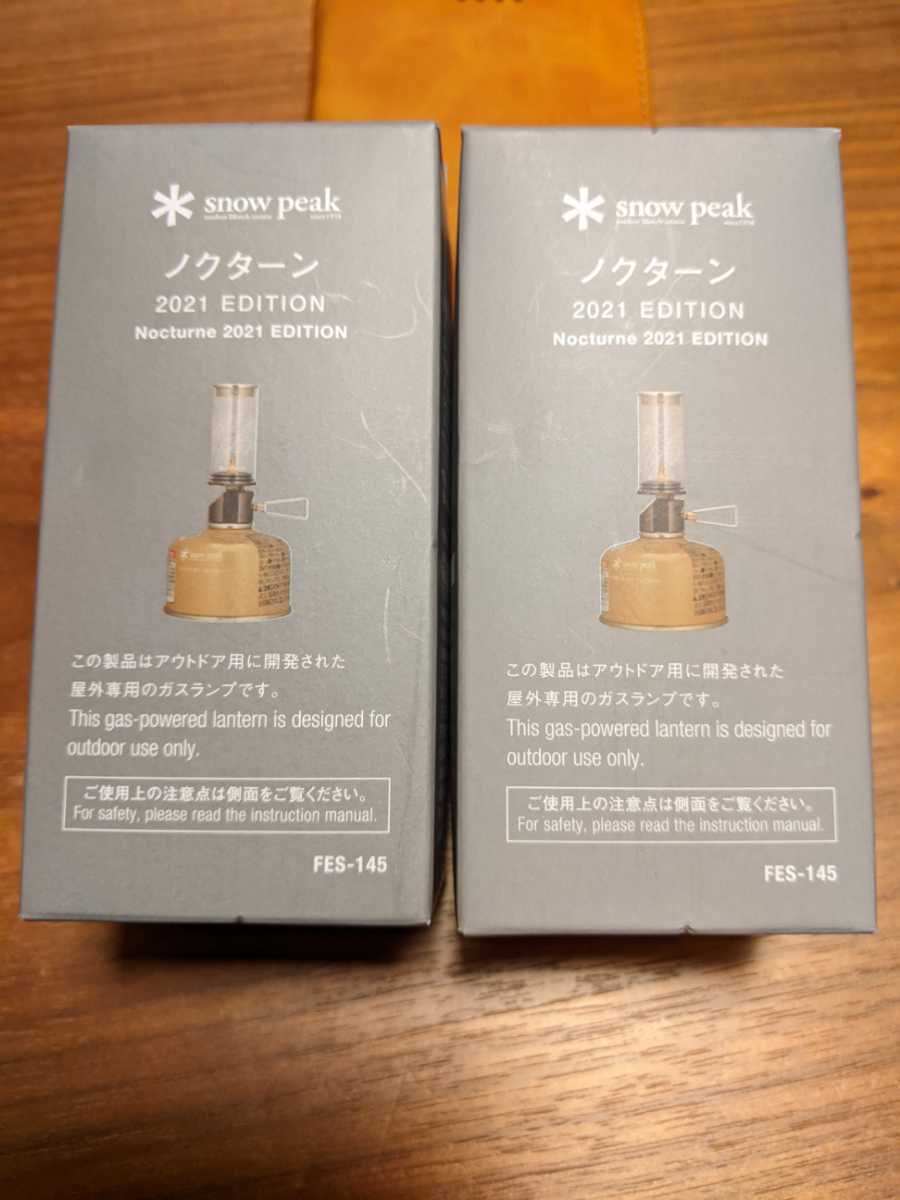 snow peak
since 1958
ノクターン
2021 EDITION
Nocturne 2021 EDITION
snow peak
この製品はアウトドア用に開発された
屋外専用のガスランプです。
This gas-powered lantern is designed for
outdoor use only.
ご使用上の注意点は側面をご覧ください。
For safety, please read the instruction manual.
FES-145
snow peak
since 1958
ノクターン
2021 EDITION
Nocturne 2021 EDITION
snow peak
この製品はアウトドア用に開発された
屋外専用のガスランプです。
This gas-powered lantern is designed for
outdoor use only.
ご使用上の注意点は側面をご覧ください。
For safety, please read the instruction manual.
FES-145